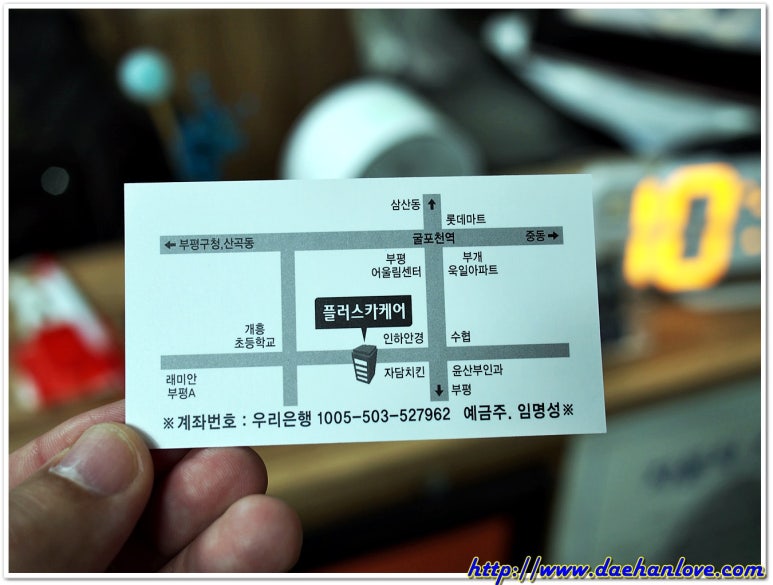 삼산동 ↑
롯데마트
← 부평구청,산곡동
굴포천역
중동 →
부평
어울림센터
부개
욱일아파트
플러스카케어
개흥
초등학교
인하안경
수협
래미안
부평A
자담치킨
윤산부인과
↓ 부평
※계좌번호 : 우리은행 1005-503-527962 예금주. 임명성※
10:
http://www.daehanlove.com